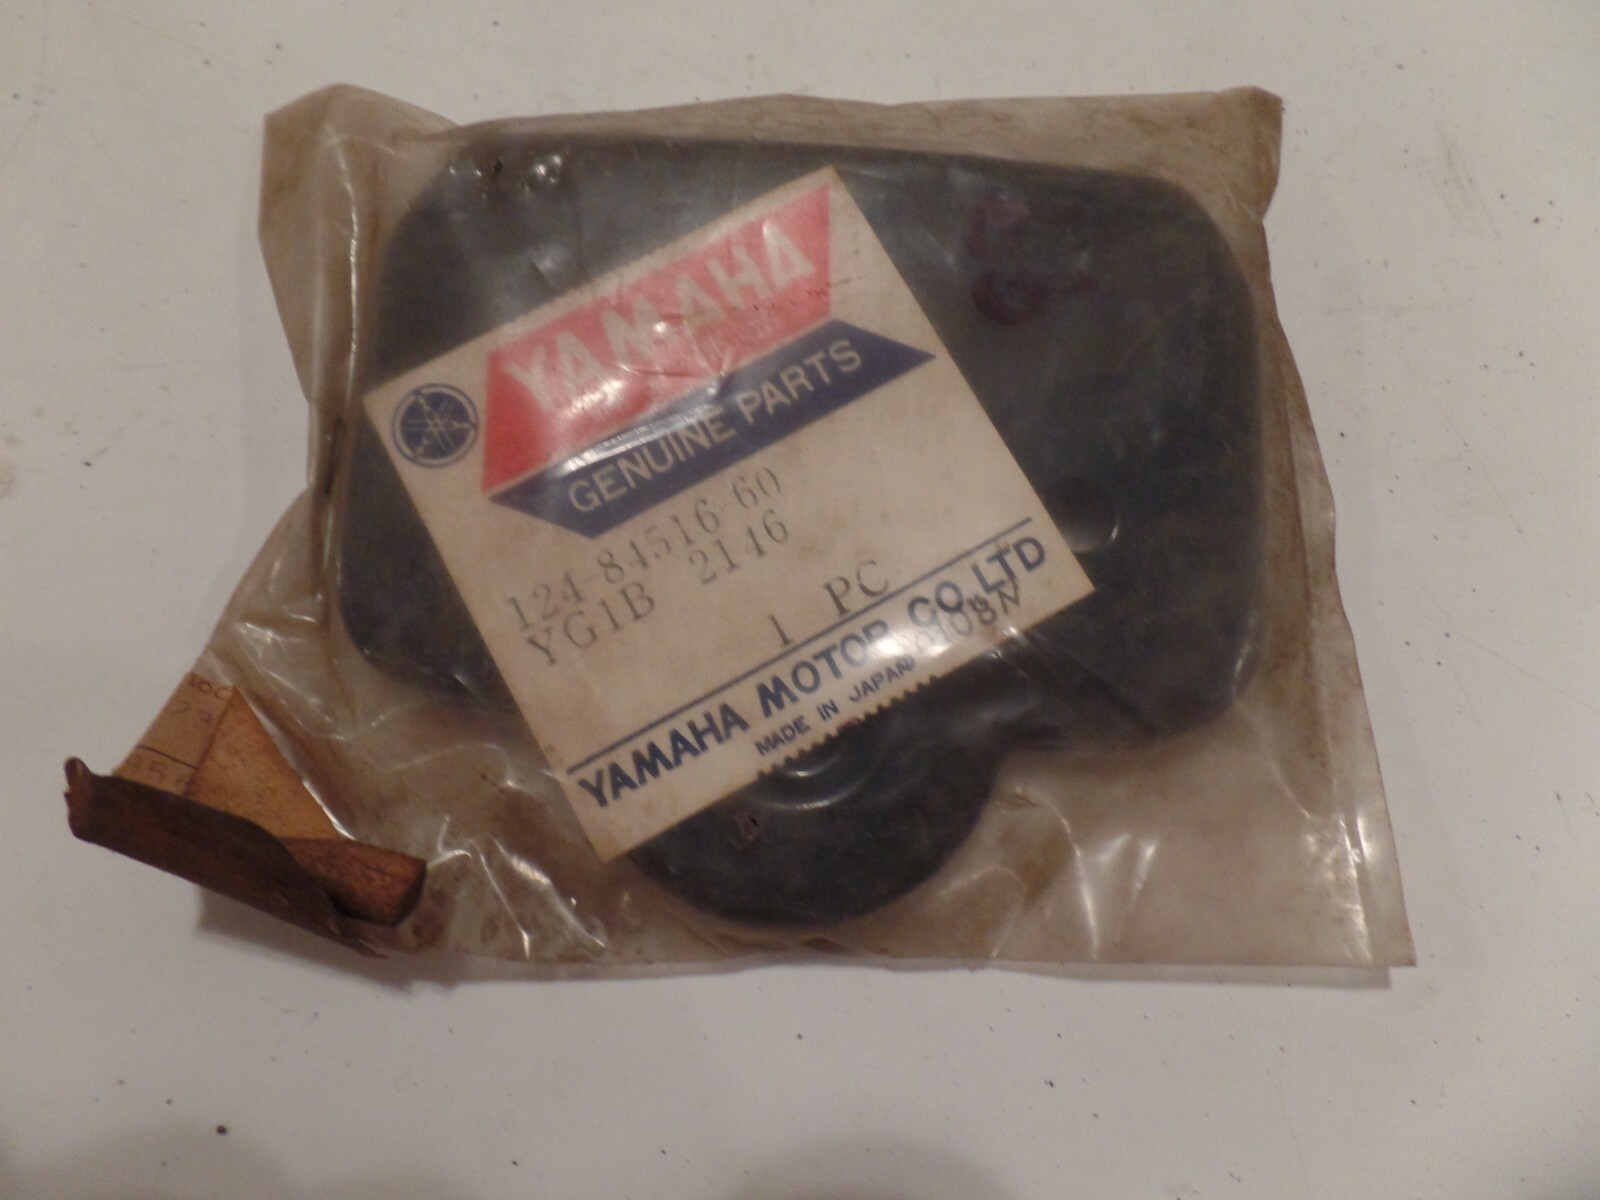 YAMAHA
GENUINE PARTS
124-84516-60
YG1B 2146
1 PC
YAMAHA MOTOR CO., LTD
MADE IN JAPAN